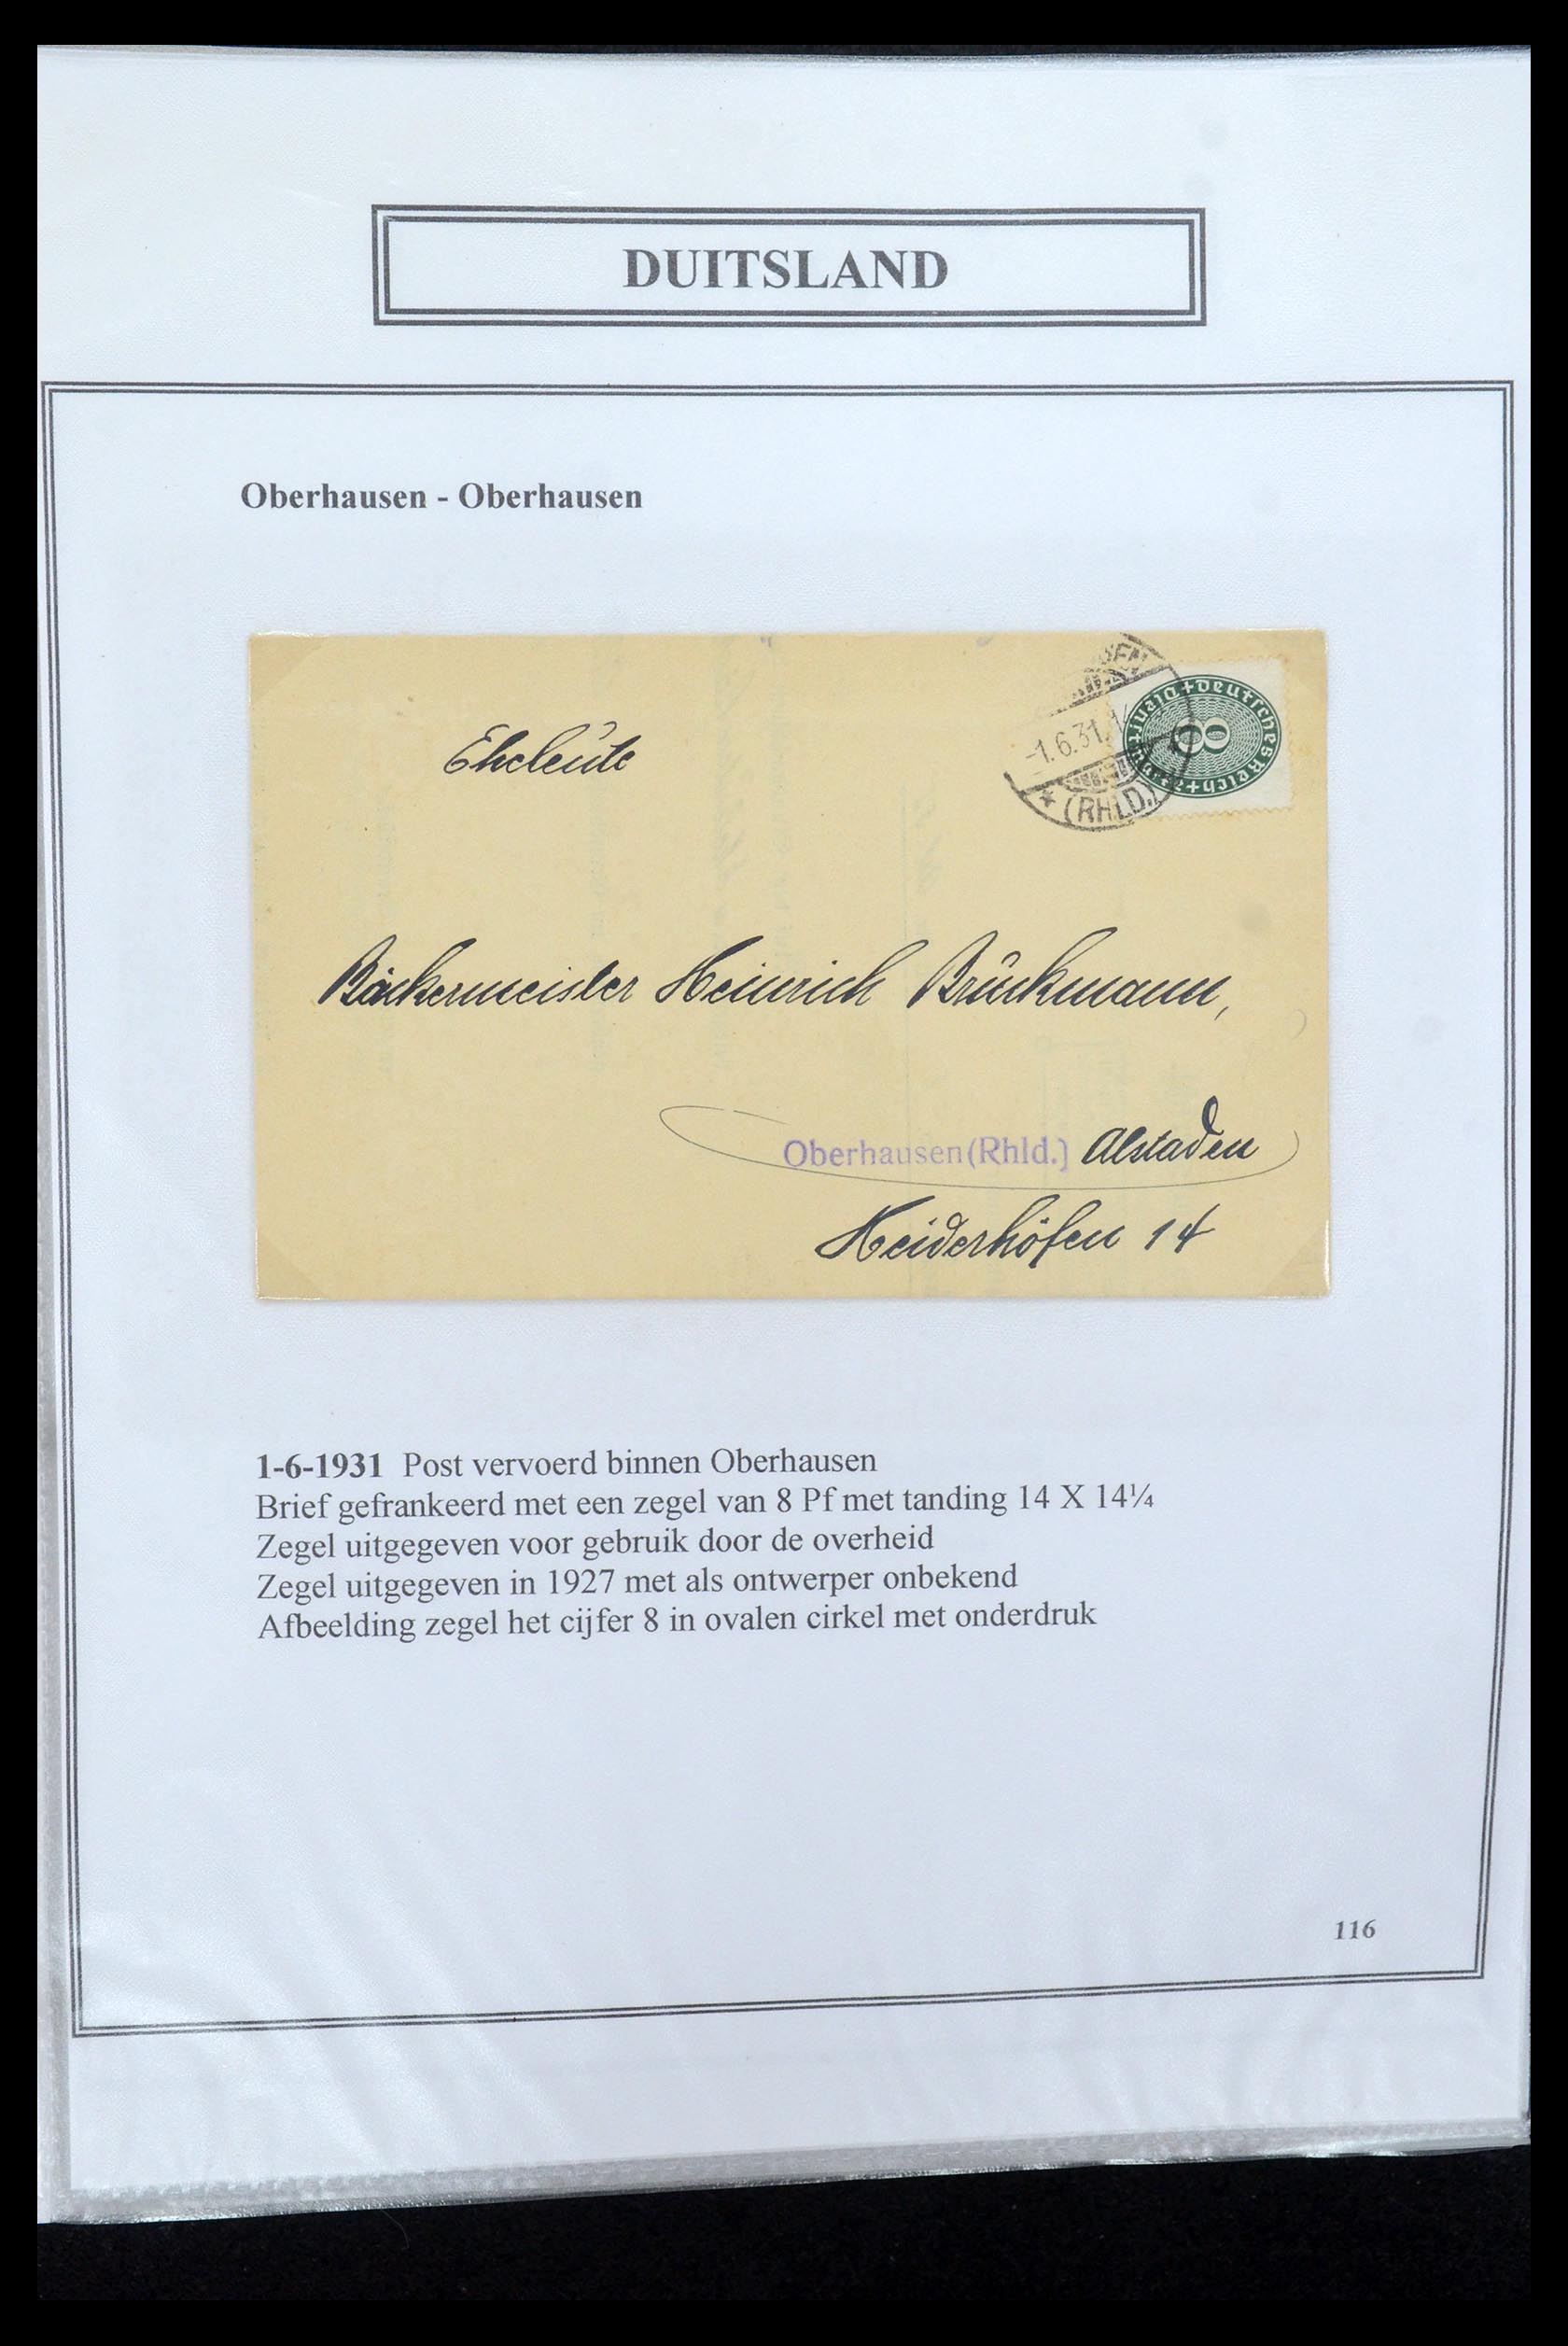 DUITSLAND
Oberhausen - Oberhausen
Eheleute
-1.6.31.
* (RHLD.)
Deutsches Reich
8
Bäckermeister Heinrich Brückmann,
Oberhausen (Rhld.) Alstaden
Heiderhöfen 14
1-6-1931 Post vervoerd binnen Oberhausen
Brief gefrankeerd met een zegel van 8 Pf met tanding 14 X 14¼
Zegel uitgegeven voor gebruik door de overheid
Zegel uitgegeven in 1927 met als ontwerper onbekend
Afbeelding zegel het cijfer 8 in ovalen cirkel met onderdruk
116